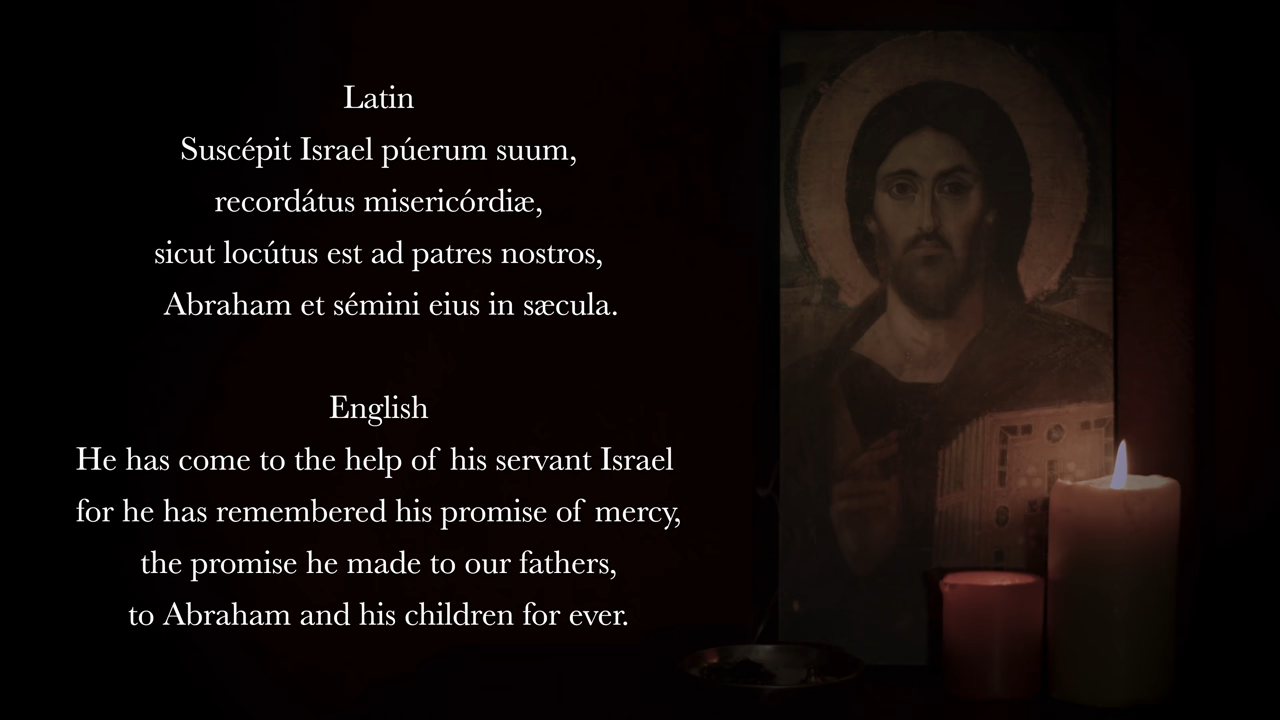 Latin
Suscépit Israel púerum suum,
recordátus misericórdiæ,
sicut locútus est ad patres nostros,
Abraham et sémini eius in sæcula.
English
He has come to the help of his servant Israel
for he has remembered his promise of mercy,
the promise he made to our fathers,
to Abraham and his children for ever.